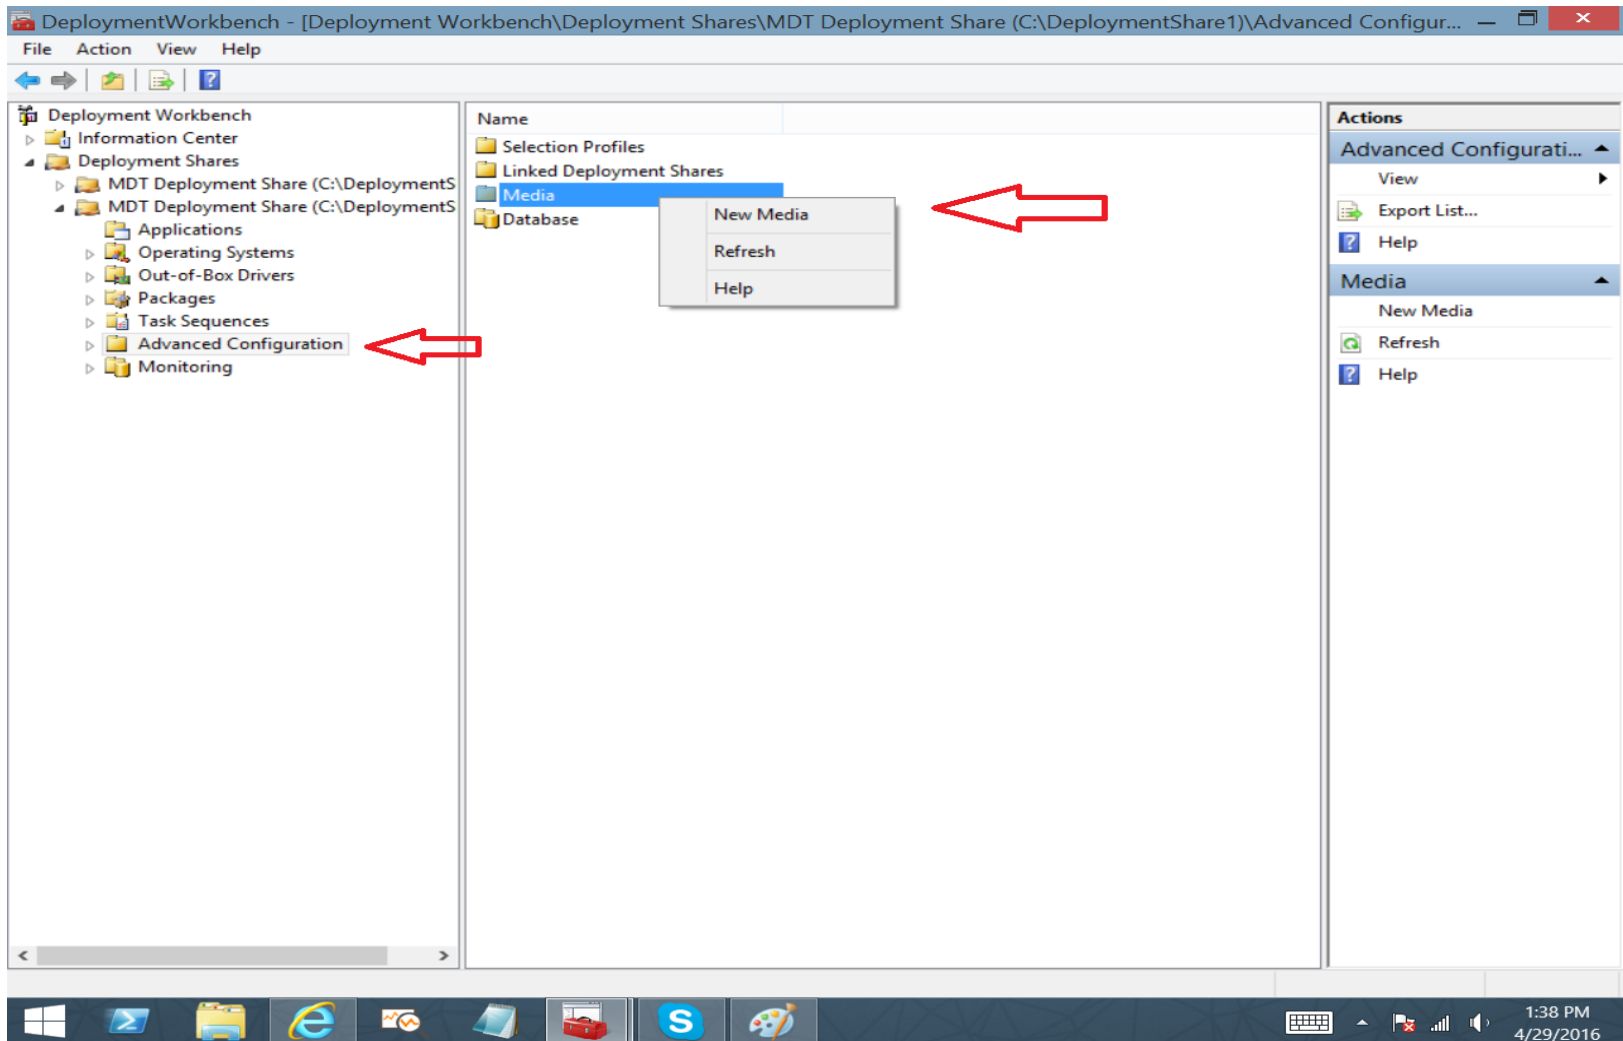 DeploymentWorkbench - [Deployment Workbench\Deployment Shares\MDT Deployment Share (C:\DeploymentShare1)\Advanced Configur...
File Action View Help
Deployment Workbench
Information Center
Deployment Shares
MDT Deployment Share (C:\DeploymentS
MDT Deployment Share (C:\DeploymentS
Applications
Operating Systems
Out-of-Box Drivers
Packages
Task Sequences
Advanced Configuration
Monitoring
Name
Selection Profiles
Linked Deployment Shares
Media
Database
New Media
Refresh
Help
Actions
Advanced Configurati...
View
Export List...
Help
Media
New Media
Refresh
Help
1:38 PM
4/29/2016